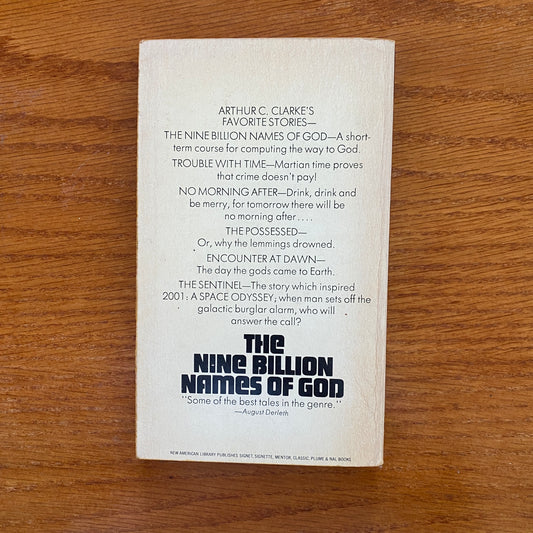 ARTHUR C. CLARKE'S
FAVORITE STORIES—
THE NINE BILLION NAMES OF GOD—A short-
term course for computing the way to God.
TROUBLE WITH TIME—Martian time proves
that crime doesn't pay!
NO MORNING AFTER—Drink, drink and
be merry, for tomorrow there will be
no morning after....
THE POSSESSED—
Or, why the lemmings drowned.
ENCOUNTER AT DAWN—
The day the gods came to Earth.
THE SENTINEL—The story which inspired
2001: A SPACE ODYSSEY; when man sets off the
galactic burglar alarm, who will
answer the call?
THE
NINE BILLION
NAMES OF GOD
"Some of the best tales in the genre."
—August Derleth
NEW AMERICAN LIBRARY PUBLISHES SIGNET, SIGNETTE, MENTOR, CLASSIC, PLUME & NAL BOOKS